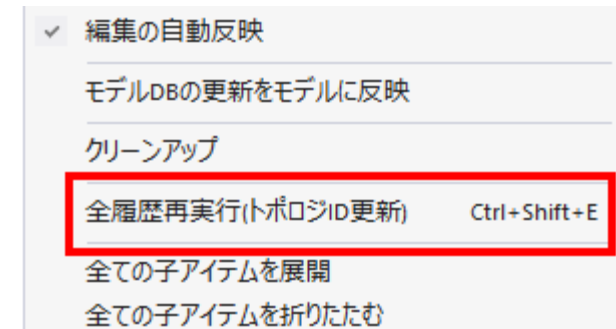 編集の自動反映
モデルDBの更新をモデルに反映
クリーンアップ
全履歴再実行(トポロジID更新) Ctrl+Shift+E
全ての子アイテムを展開
全ての子アイテムを折りたたむ